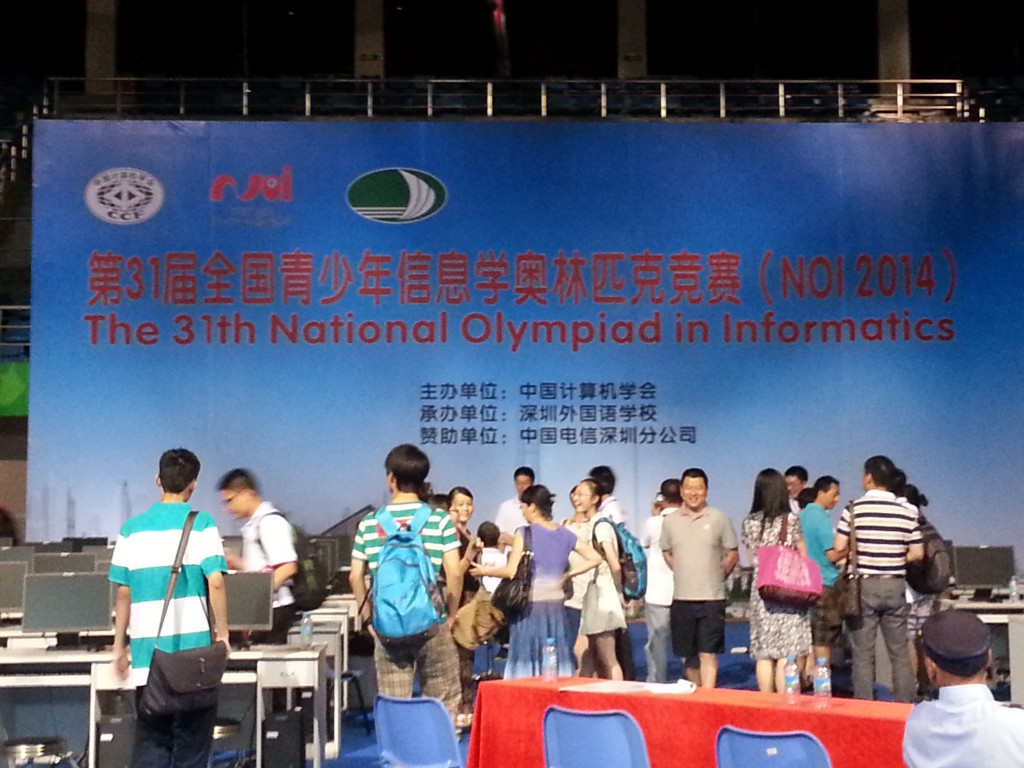 CCF
noi
第31届全国青少年信息学奥林匹克竞赛（NOI 2014）
The 31th National Olympiad in Informatics
主办单位：中国计算机学会
承办单位：深圳外国语学校
赞助单位：中国电信深圳分公司